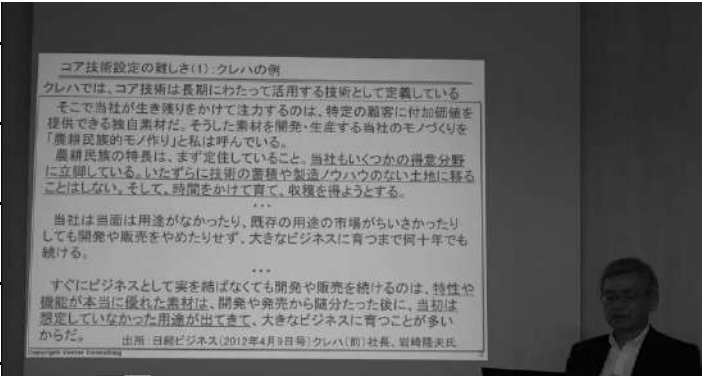 コア技術設定の難しさ(1):クレハの例
クレハでは、コア技術は長期にわたって活用する技術として定義している
そこで当社が生き残りをかけて注力するのは、特定の顧客に付加価値を
提供できる独自素材だ。そうした素材を開発・生産する当社のモノづくりを
「農耕民族的モノ作り」と私は呼んでいる。
農耕民族の特長は、まず定住していること。当社もいくつかの得意分野
に立脚している。いたずらに技術の蓄積や製造ノウハウのない土地に移る
ことはしない。そして、時間をかけて育て、収穫を得ようとする。
・・・
当社は当面は用途がなかったり、既存の用途の市場がちいさかったり
しても開発や販売をやめたりせず、大きなビジネスに育つまで何十年でも
続ける。
・・・
すぐにビジネスとして実を結ばなくても開発や販売を続けるのは、特性や
機能が本当に優れた素材は、開発や発売から随分たった後に、当初は
想定していなかった用途が出てきて、大きなビジネスに育つことが多い
からだ。
出所:日経ビジネス(2012年4月9日号)クレハ(前)社長、岩崎隆夫氏
Copyright Ceetor Consulting